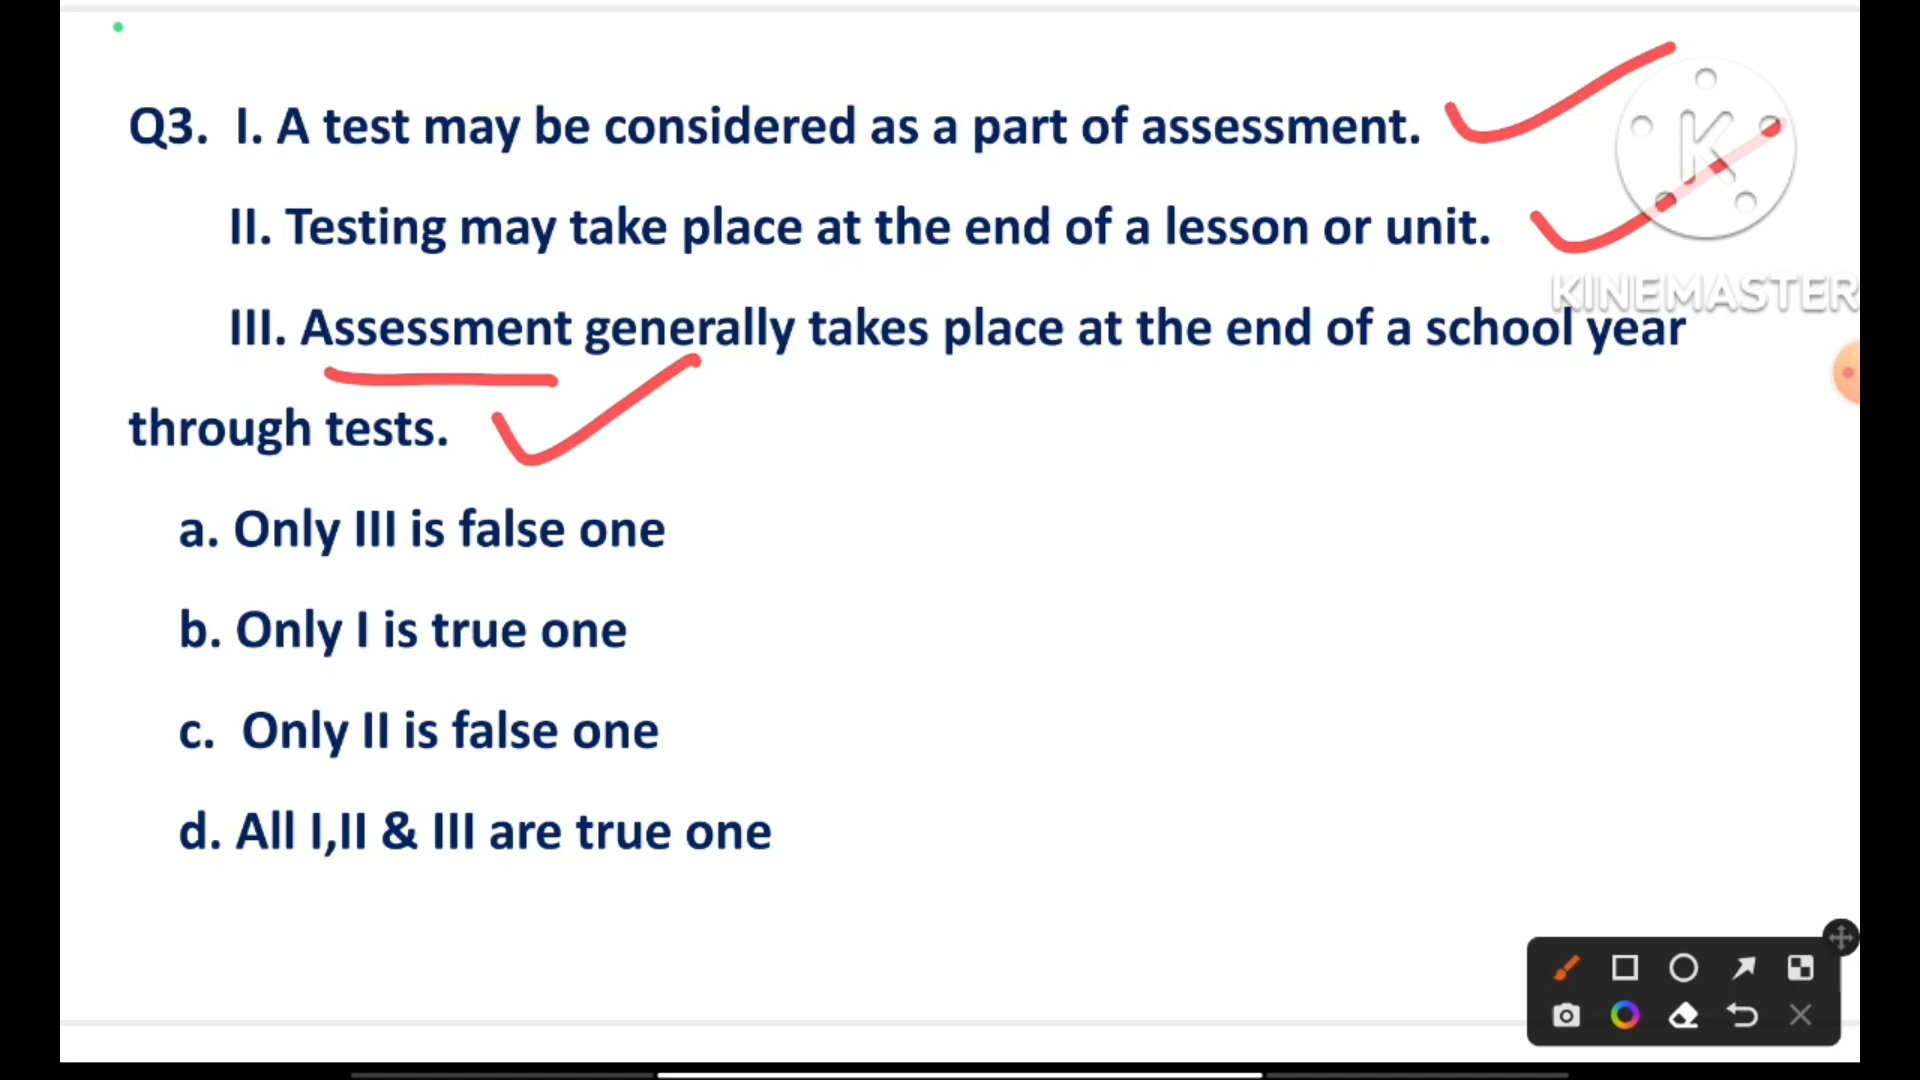 Q3. I. A test may be considered as a part of assessment.
II. Testing may take place at the end of a lesson or unit.
KINEMASTER
III. Assessment generally takes place at the end of a school year
through tests.
a. Only III is false one
b. Only I is true one
c. Only II is false one
d. All I,II & III are true one